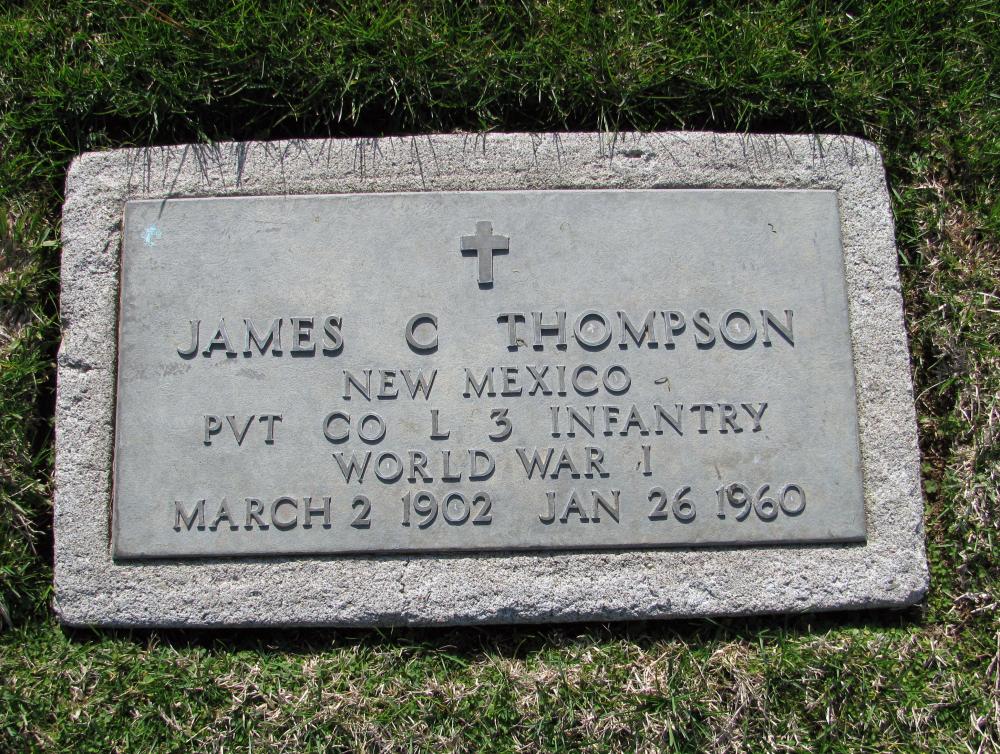 JAMES C THOMPSON
NEW MEXICO
PVT CO L 3 INFANTRY
WORLD WAR I
MARCH 2 1902 JAN 26 1960